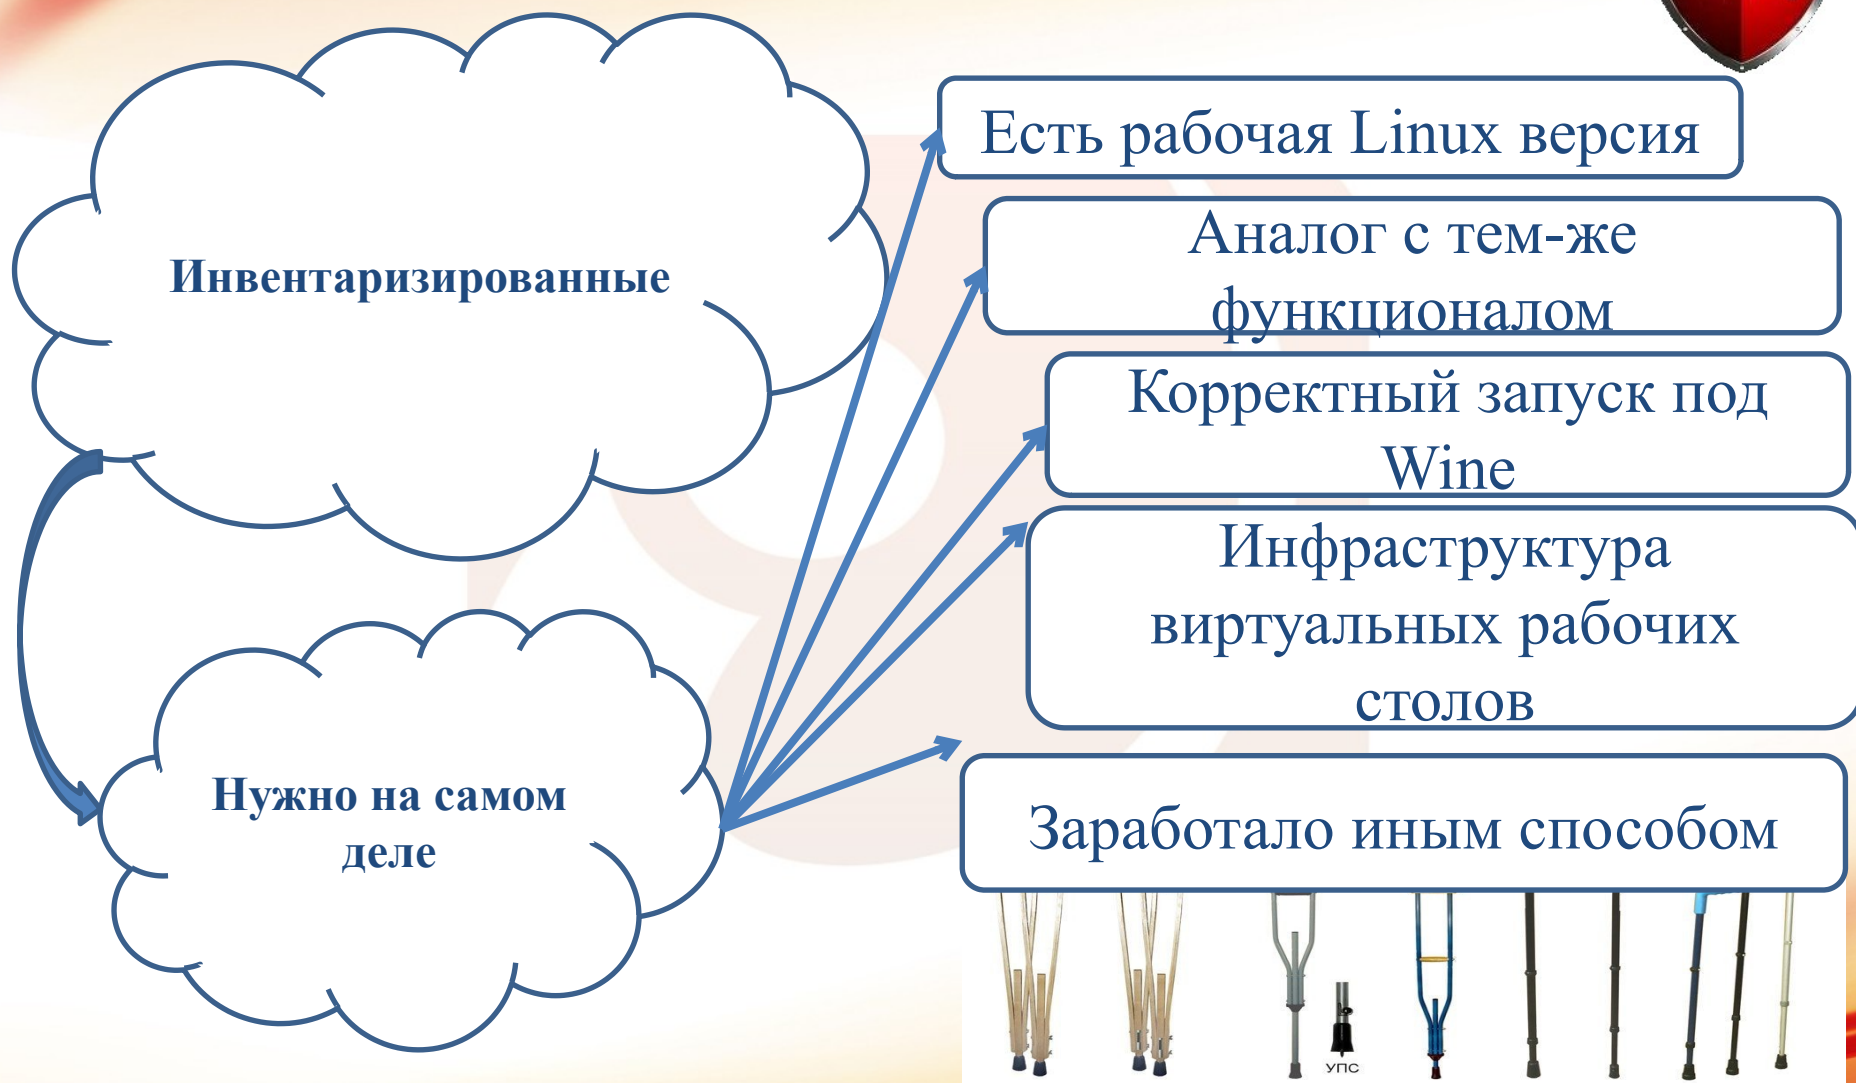 Инвентаризированные
Нужно на самом
деле
Есть рабочая Linux версия
Аналог с тем-же
функционалом
Корректный запуск под
Wine
Инфраструктура
виртуальных рабочих
столов
Заработало иным способом
УПС